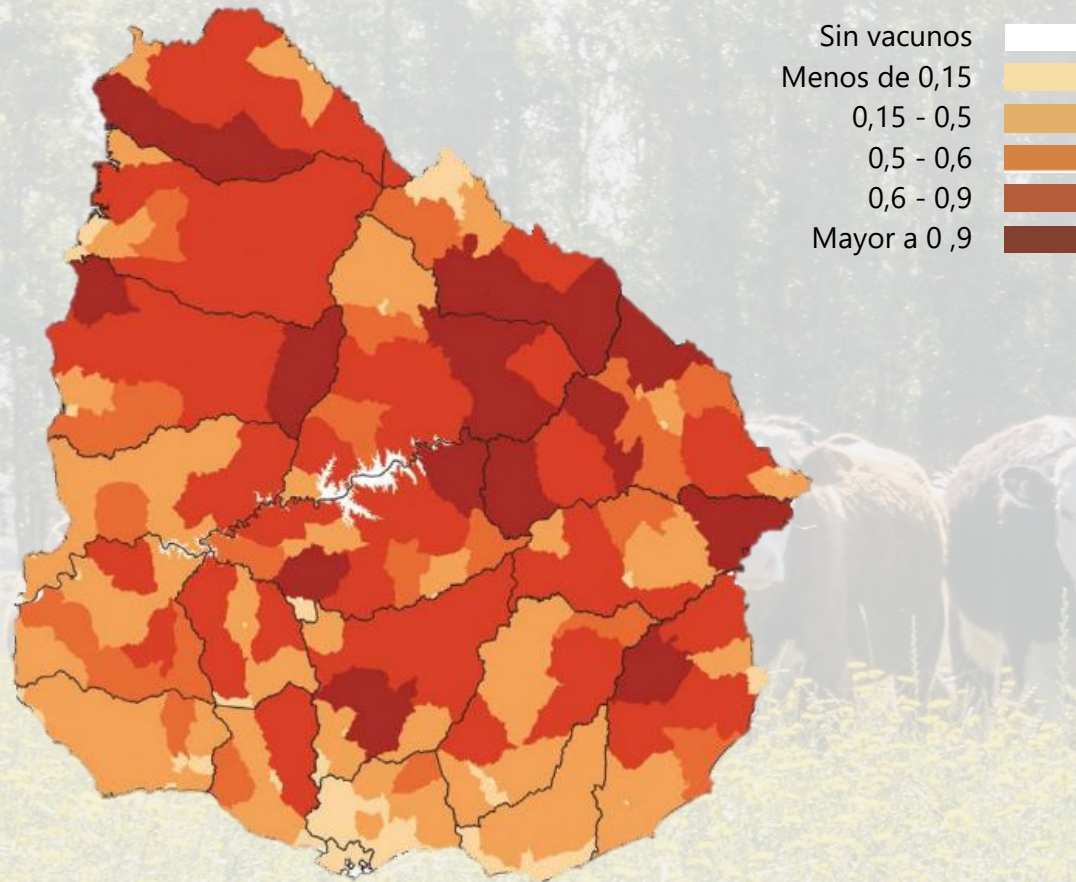 Sin vacunos
Menos de 0,15
0,15 - 0,5
0,5 - 0,6
0,6 - 0,9
Mayor a 0 ,9